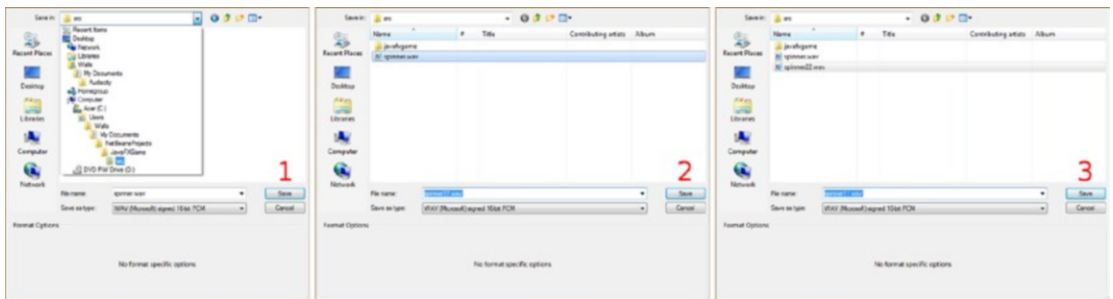 Save in: src
Recent Items
Desktop
Network
Libraries
Walls
My Documents
Audacity
Homegroup
Computer
Acer (C:)
Users
Walls
My Documents
NetBeansProjects
JavaFXGame
src
DVD RW Drive (D:)
Recent Places
Desktop
Libraries
Computer
Network
1
File name: spinner.wav
Save
Save as type: WAV (Microsoft) signed 16 bit PCM
Cancel
Format Options
No format specific options
Save in: src
Name # Title Contributing artists Album
javafxgame
spinner.wav
Recent Places
Desktop
Libraries
Computer
Network
2
File name:
Save
Save as type: WAV (Microsoft) signed 16 bit PCM
Cancel
Format Options
No format specific options
Save in: src
Name # Title Contributing artists Album
javafxgame
spinner.wav
spinner22.wav
Recent Places
Desktop
Libraries
Computer
Network
3
File name:
Save
Save as type: WAV (Microsoft) signed 16 bit PCM
Cancel
Format Options
No format specific options